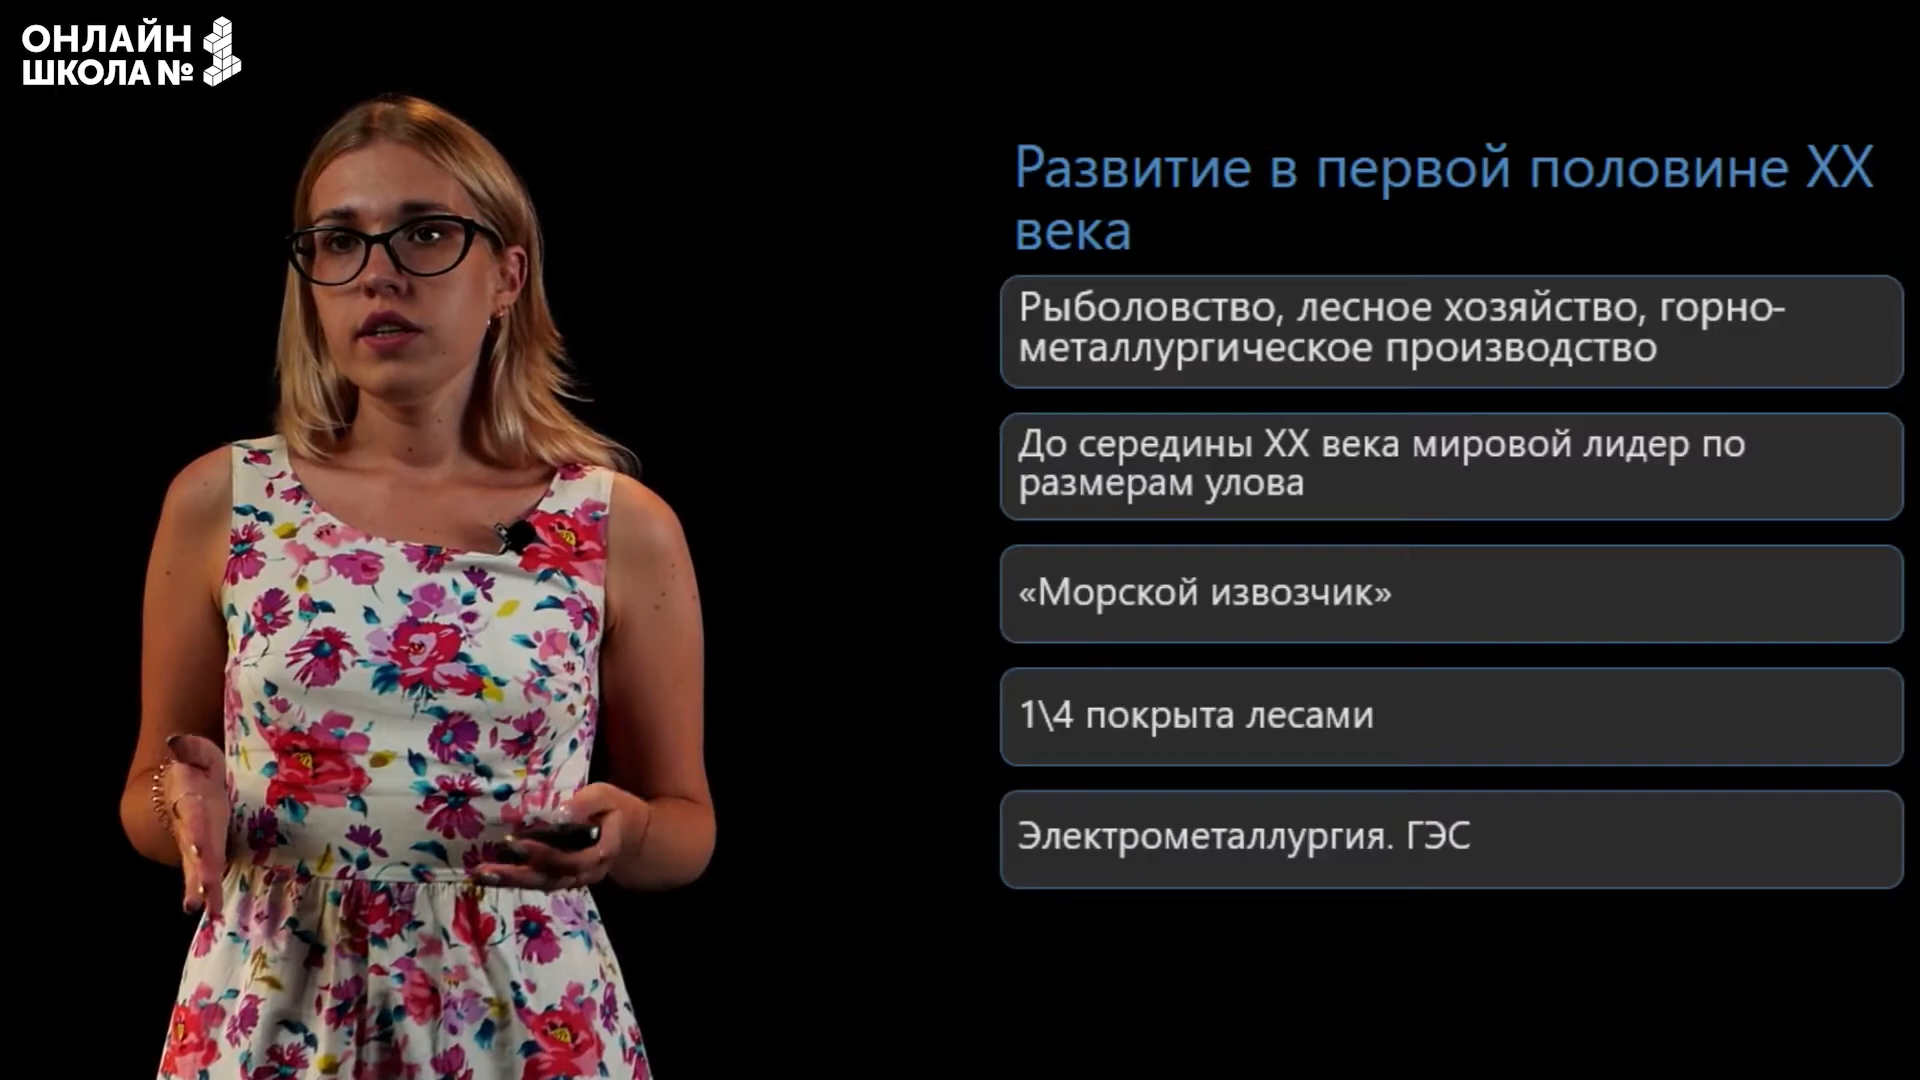 ОНЛАЙН
ШКОЛА №1
Развитие в первой половине XX
века
Рыболовство, лесное хозяйство, горно-
металлургическое производство
До середины XX века мировой лидер по
размерам улова
«Морской извозчик»
1\4 покрыта лесами
Электрометаллургия. ГЭС